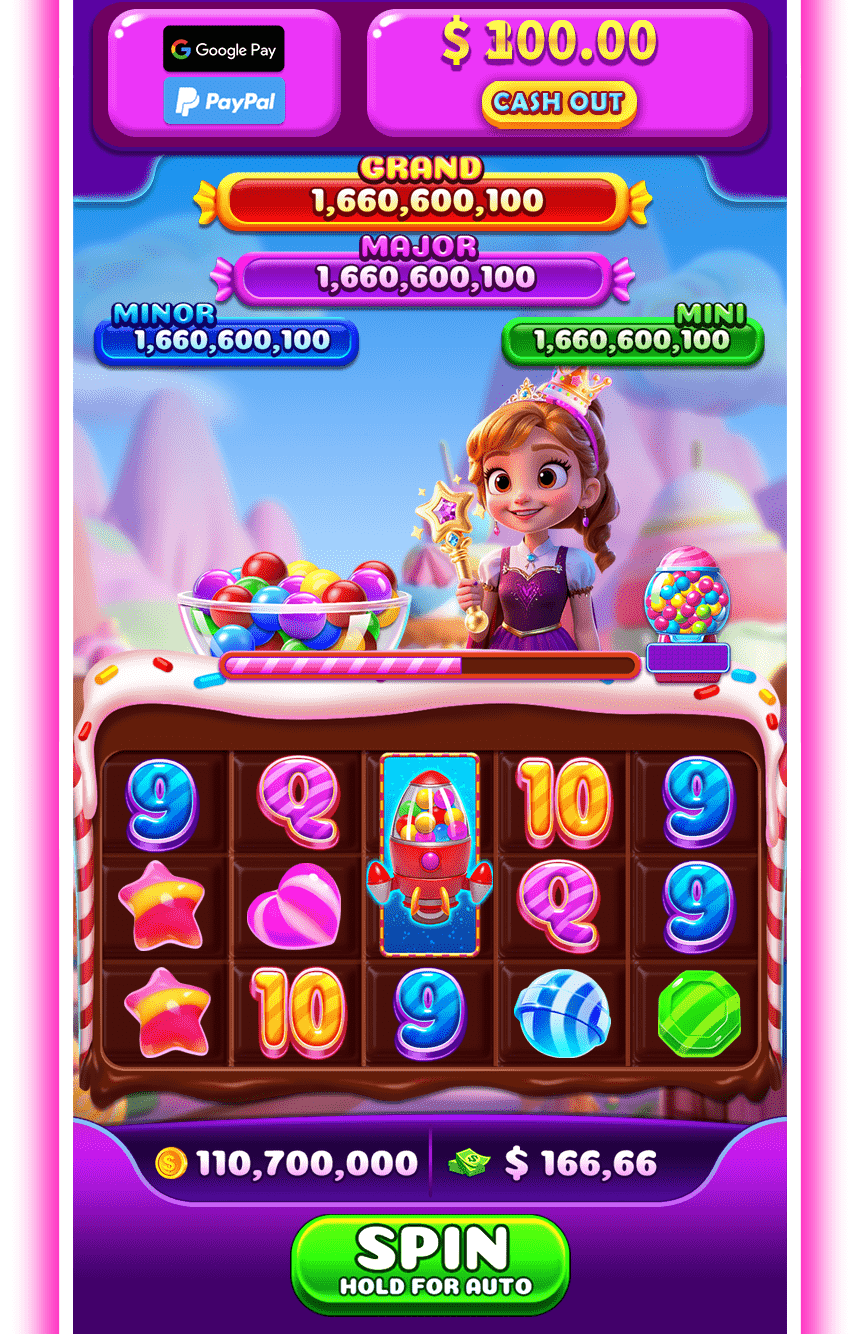 Google Pay
PayPal
$ 100.00
CASH OUT
GRAND
1,660,600,100
MAJOR
1,660,600,100
MINOR
1,660,600,100
MINI
1,660,600,100
9 Q 10 9
Q 9
10 9
110,700,000
$ 166,66
SPIN
HOLD FOR AUTO